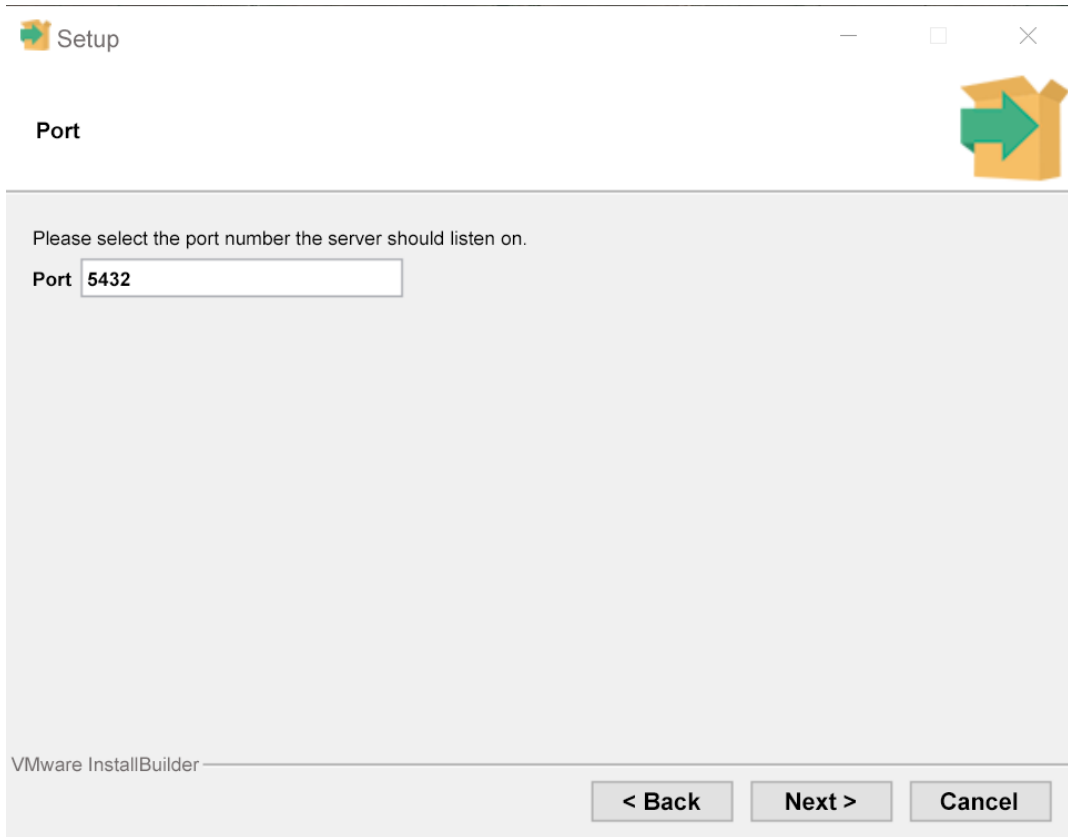 Setup
Port
Please select the port number the server should listen on.
Port 5432
VMware InstallBuilder
< Back Next > Cancel